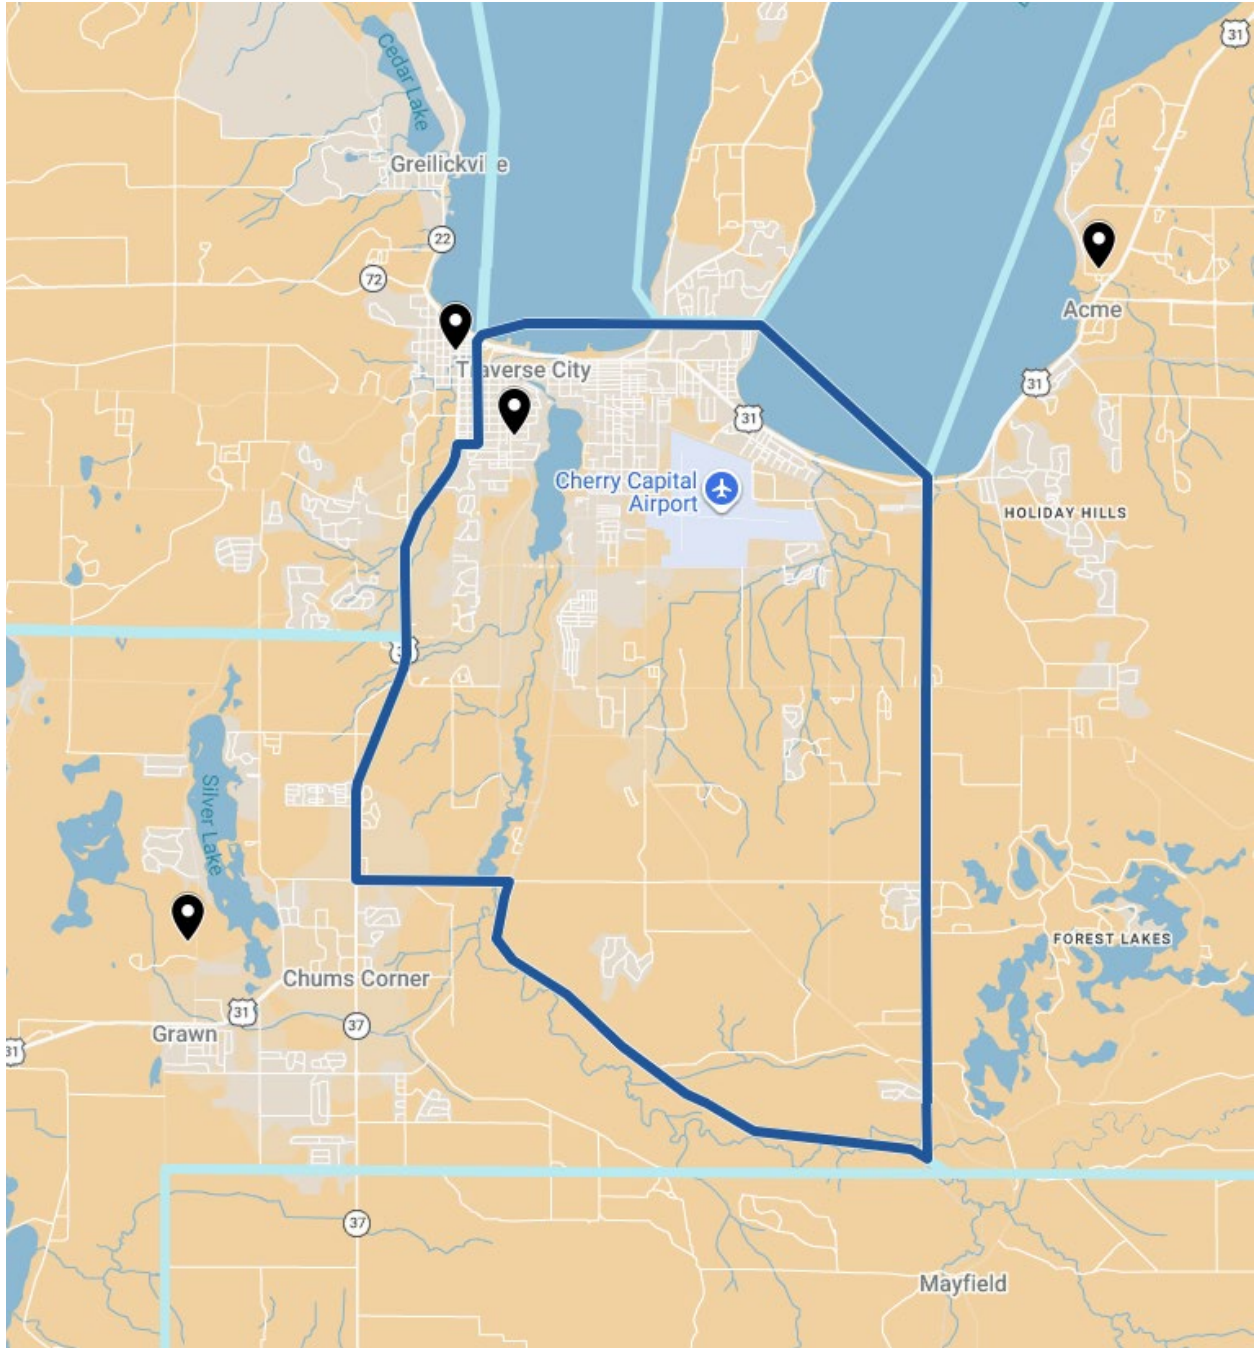 31
Cedar Lake
Greilickville
22
72
Acme
31
Traverse City
31
Cherry Capital
Airport
HOLIDAY HILLS
Silver Lake
FOREST LAKES
Chums Corner
31
37
Grawn
31
37
Mayfield